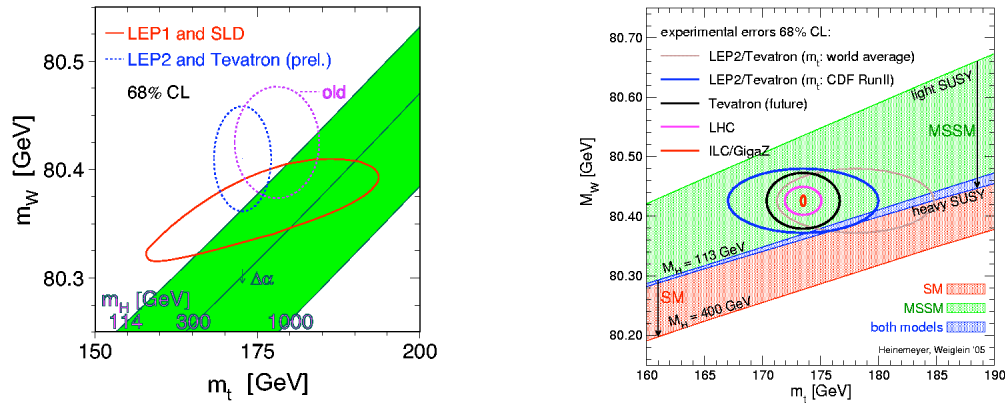 LEP1 and SLD
LEP2 and Tevatron (prel.)
68% CL
old
80.5
80.4
80.3
m_W [GeV]
Δα
m_H [GeV]
114 300 1000
150 175 200
m_t [GeV]
80.70
80.60
80.50
80.40
80.30
80.20
M_W [GeV]
experimental errors 68% CL:
LEP2/Tevatron (m_t: world average)
LEP2/Tevatron (m_t: CDF RunII)
Tevatron (future)
LHC
ILC/GigaZ
light SUSY
MSSM
heavy SUSY
M_H = 113 GeV
SM
M_H = 400 GeV
SM
MSSM
both models
Heinemeyer, Weiglein '05
160 165 170 175 180 185 190
m_t [GeV]